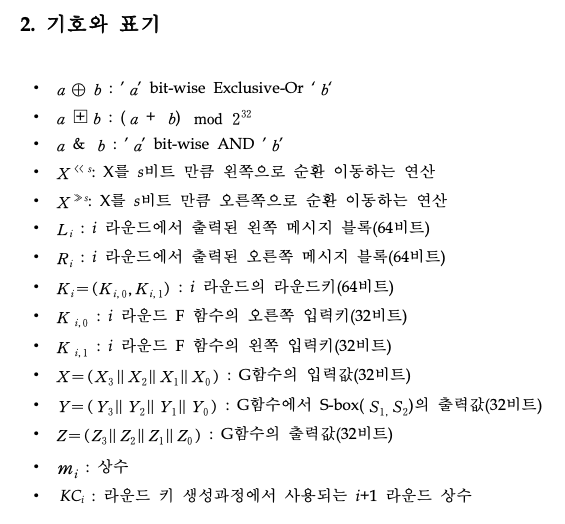 2. 기호와 표기
• a ⊕ b : ' a' bit-wise Exclusive-Or ' b'
• a ⊞ b : ( a + b) mod 2^32
• a & b : ' a' bit-wise AND ' b'
• X^≪s: X를 s비트 만큼 왼쪽으로 순환 이동하는 연산
• X^≫s: X를 s비트 만큼 오른쪽으로 순환 이동하는 연산
• L_i : i 라운드에서 출력된 왼쪽 메시지 블록(64비트)
• R_i : i 라운드에서 출력된 오른쪽 메시지 블록(64비트)
• K_i=(K_i,0, K_i,1) : i 라운드의 라운드키(64비트)
• K_i,0 : i 라운드 F 함수의 오른쪽 입력키(32비트)
• K_i,1 : i 라운드 F 함수의 왼쪽 입력키(32비트)
• X=(X_3‖X_2‖X_1‖X_0) : G함수의 입력값(32비트)
• Y=(Y_3‖Y_2‖Y_1‖Y_0) : G함수에서 S-box( S_1, S_2)의 출력값(32비트)
• Z=(Z_3‖Z_2‖Z_1‖Z_0) : G함수의 출력값(32비트)
• m_i : 상수
• KC_i : 라운드 키 생성과정에서 사용되는 i+1 라운드 상수